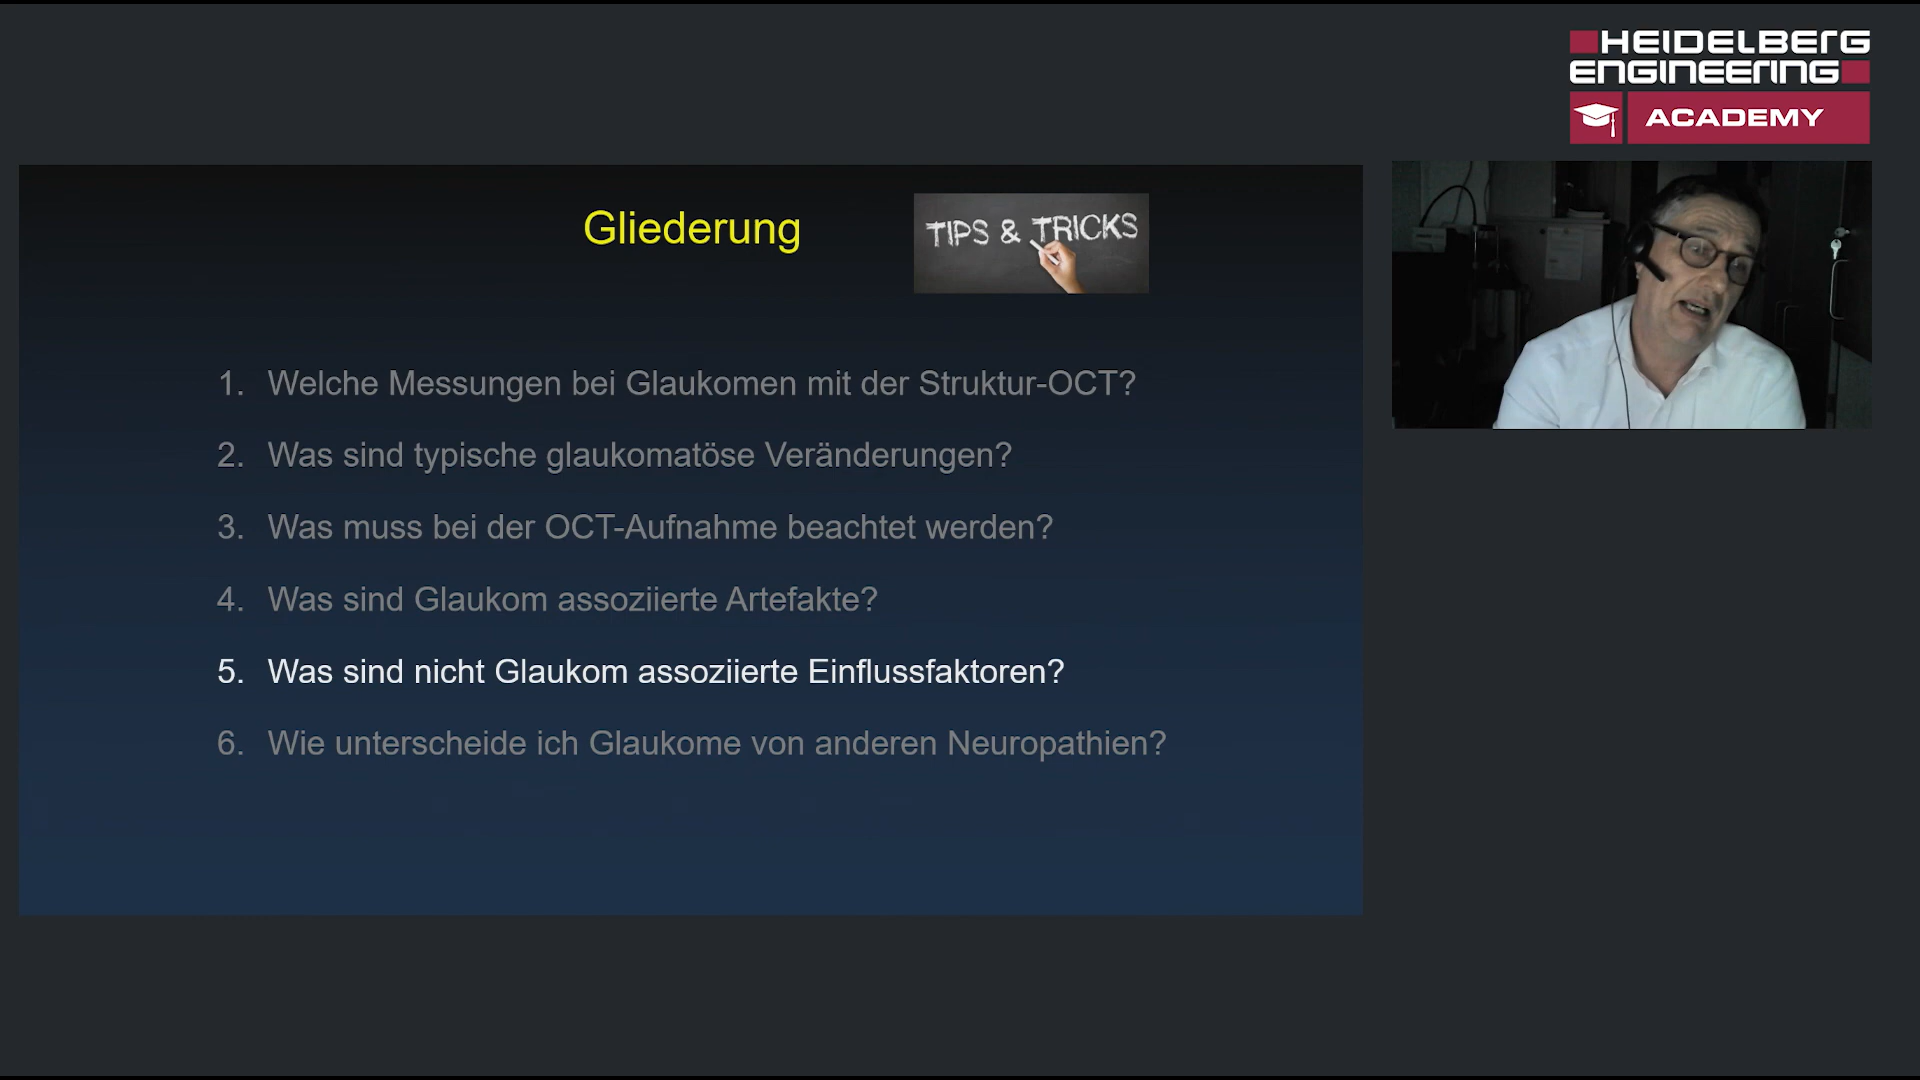 HEIDELBERG
ENGINEERING
ACADEMY
Gliederung
TIPS & TRICKS
1. Welche Messungen bei Glaukomen mit der Struktur-OCT?
2. Was sind typische glaukomatöse Veränderungen?
3. Was muss bei der OCT-Aufnahme beachtet werden?
4. Was sind Glaukom assoziierte Artefakte?
5. Was sind nicht Glaukom assoziierte Einflussfaktoren?
6. Wie unterscheide ich Glaukome von anderen Neuropathien?